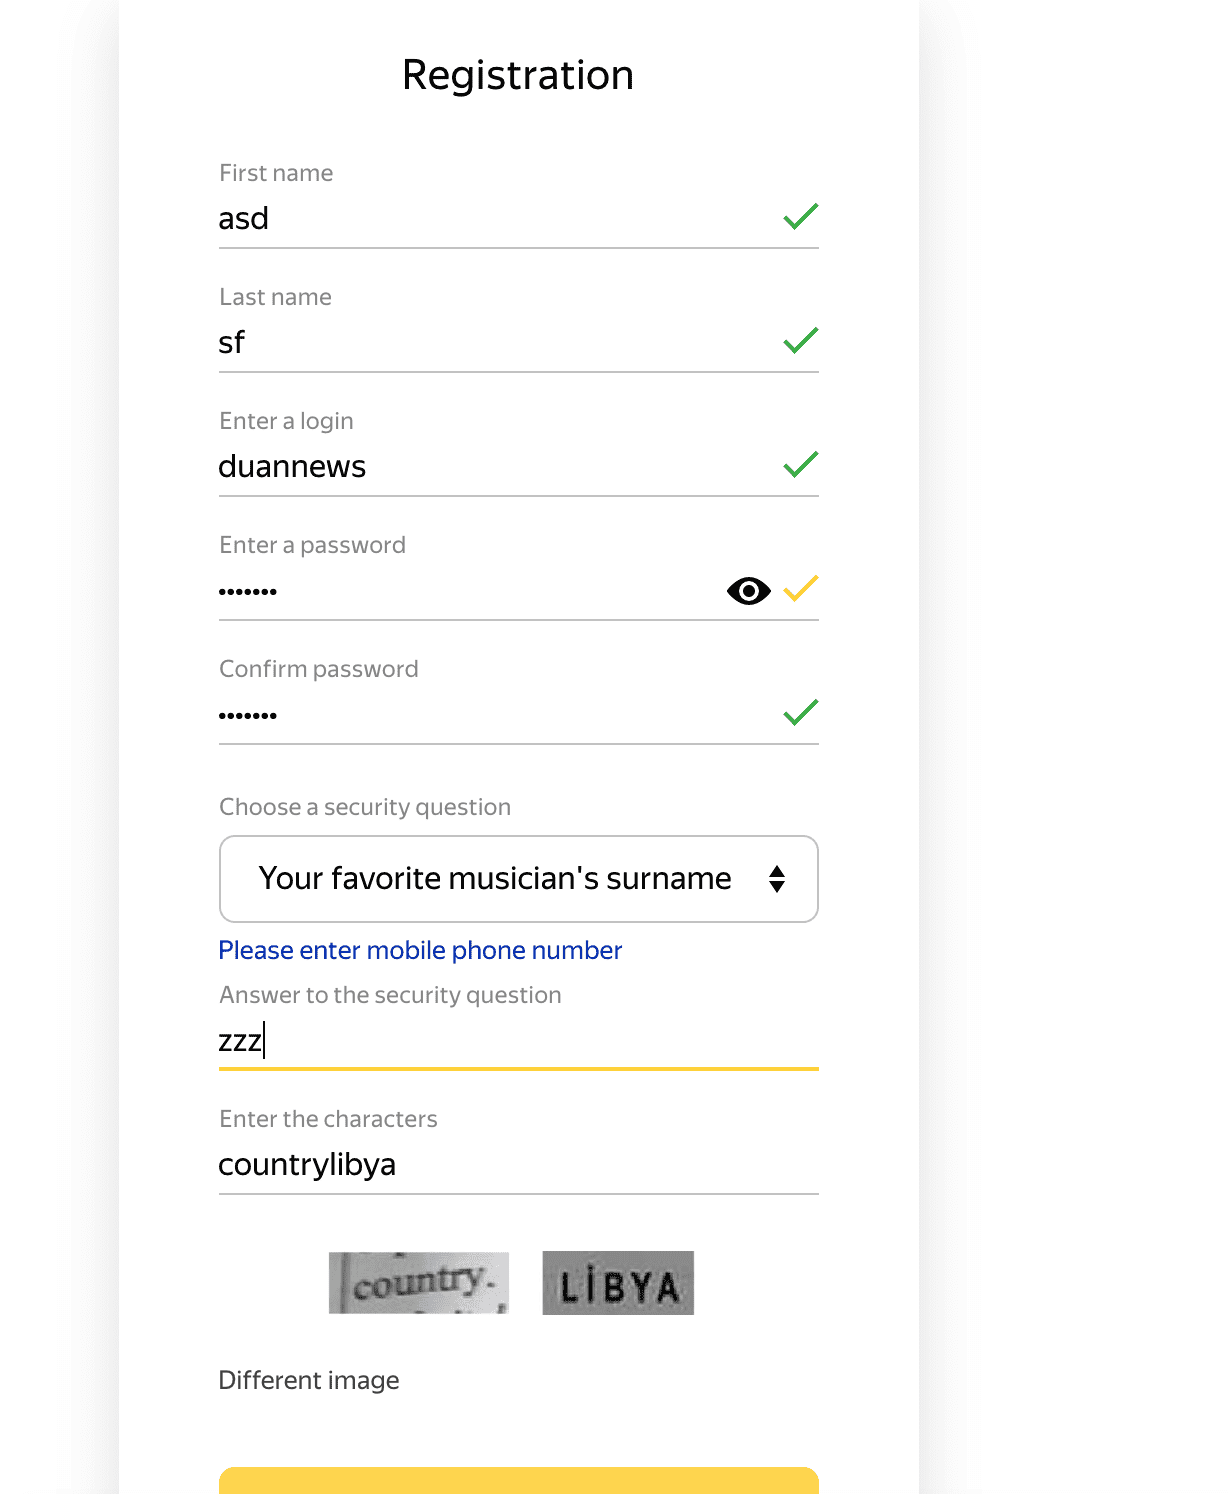 Registration
First name
asd
Last name
sf
Enter a login
duannews
Enter a password
•••••••
Confirm password
•••••••
Choose a security question
Your favorite musician's surname
Please enter mobile phone number
Answer to the security question
zzz
Enter the characters
countrylibya
country. LİBYA
Different image